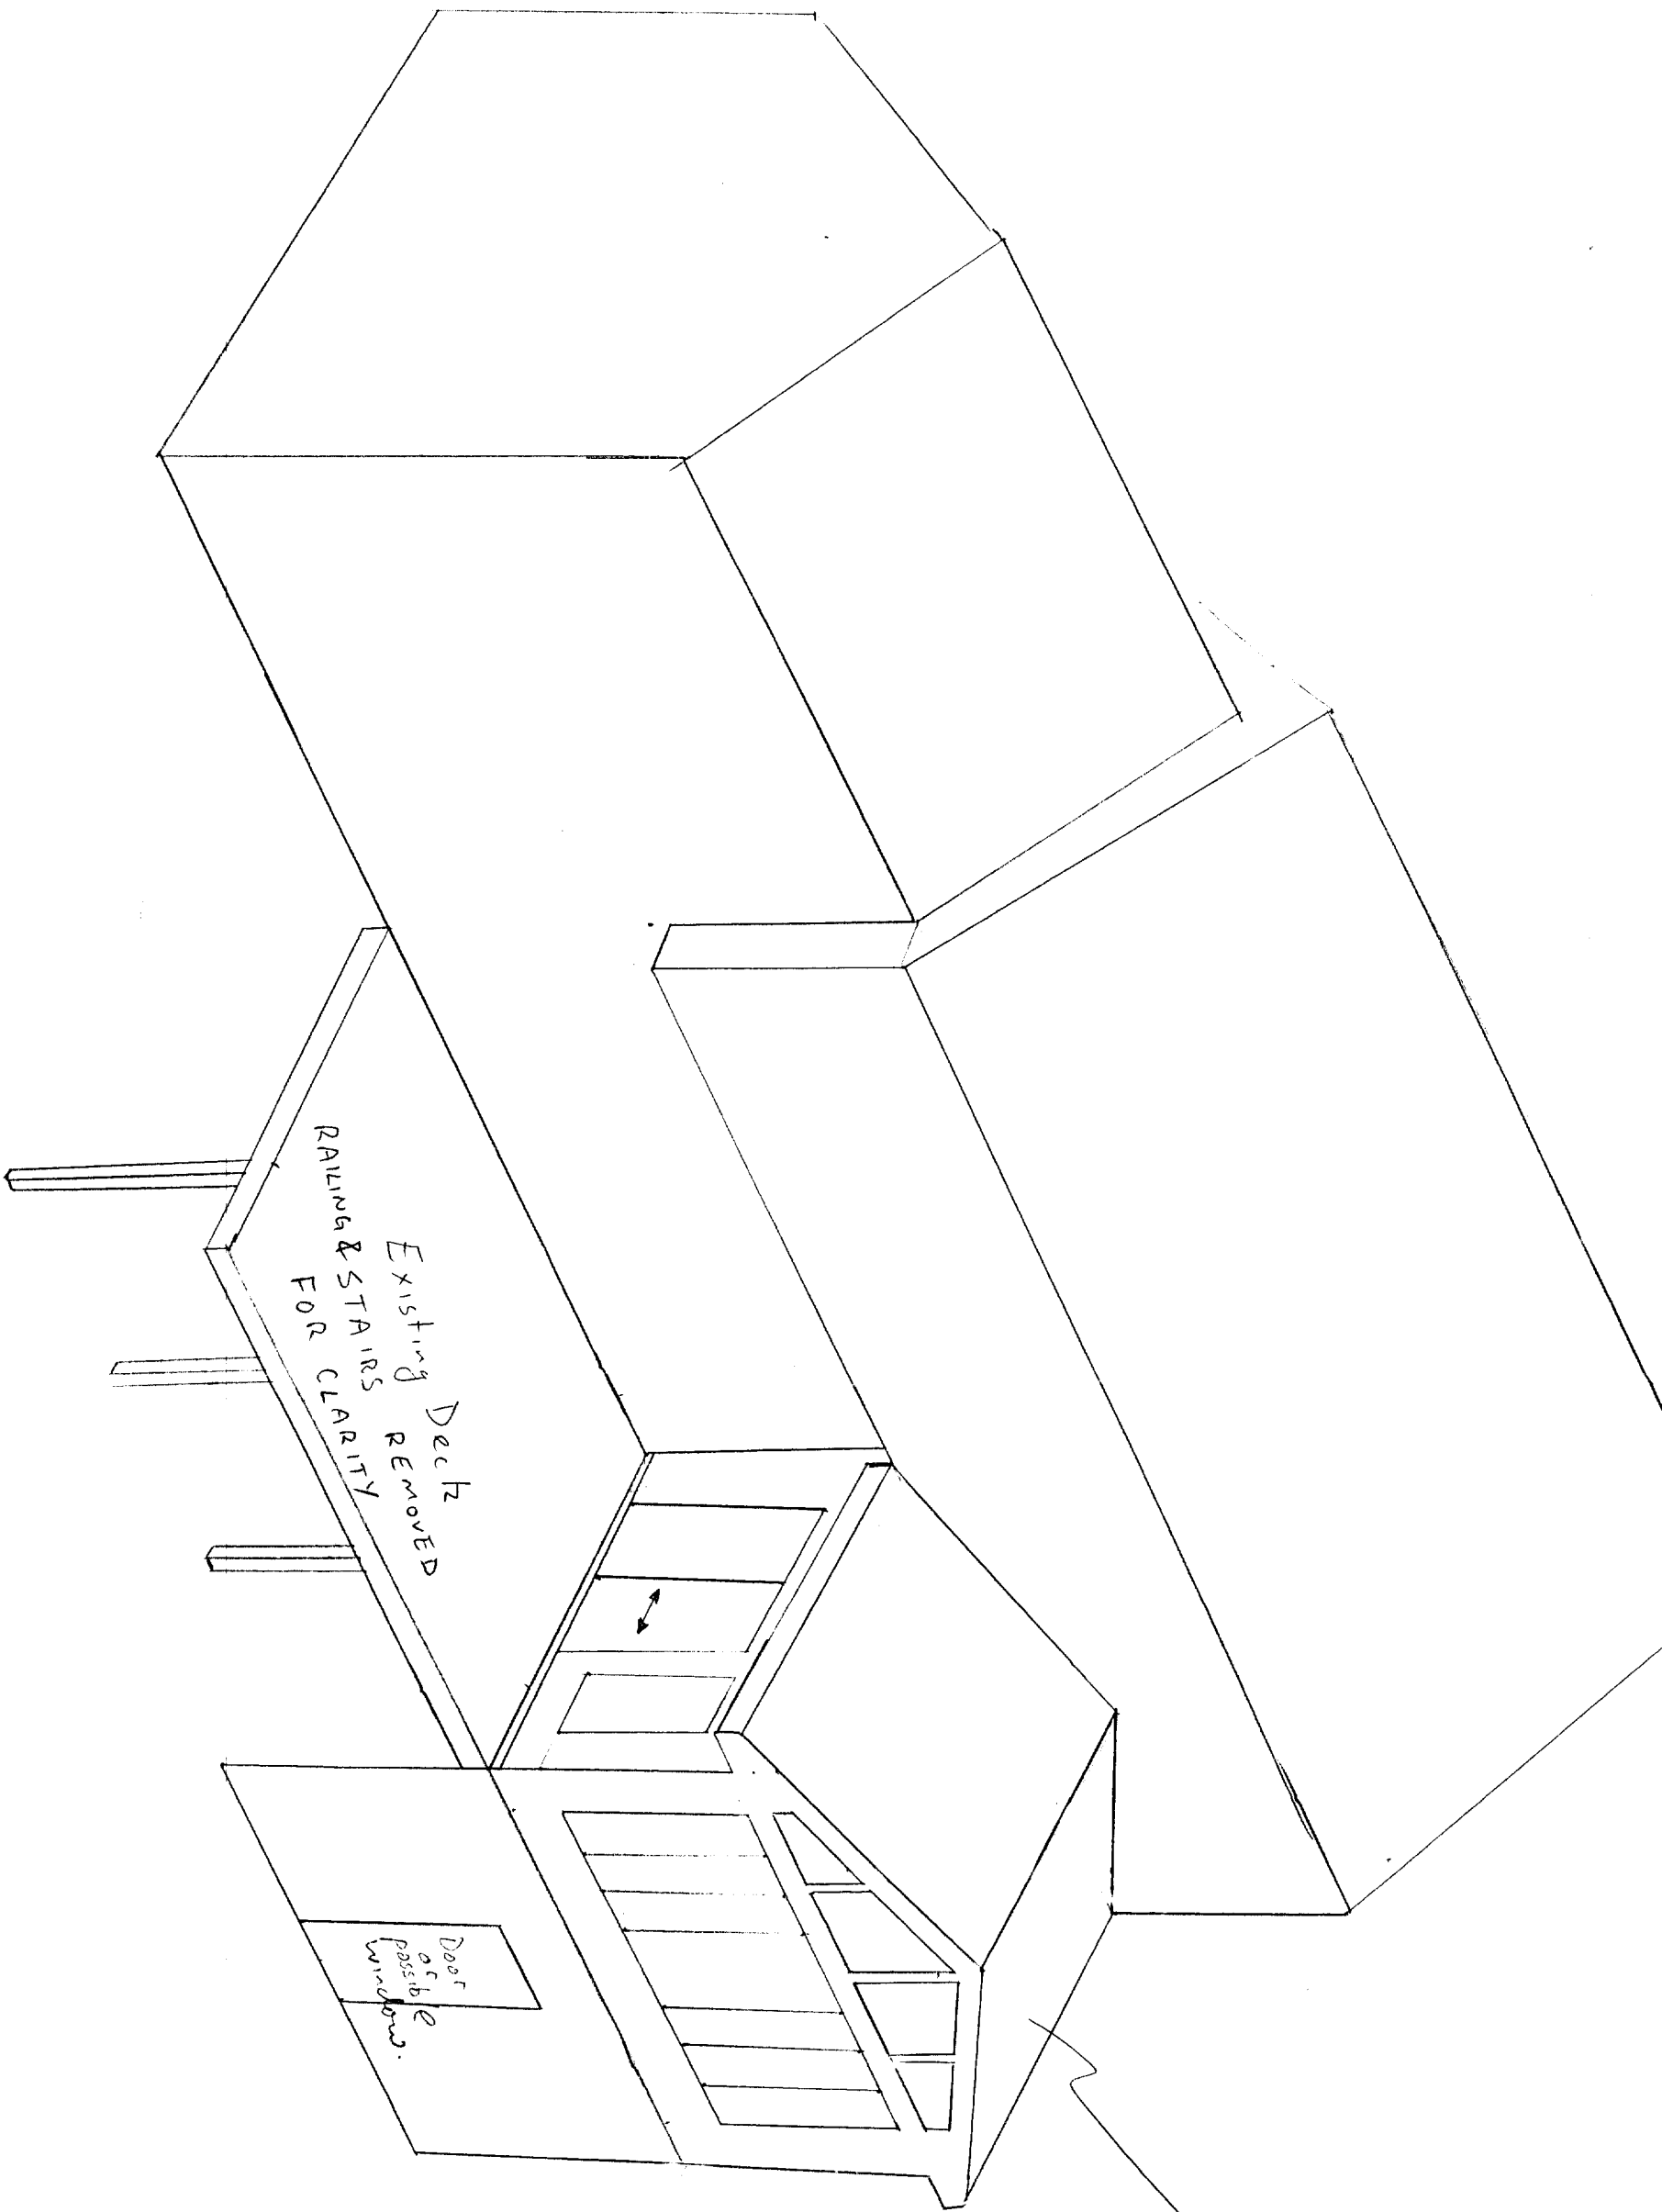 Existing Deck
RAILING & STAIRS REMOVED
FOR CLARITY
Door
or
possible
window.